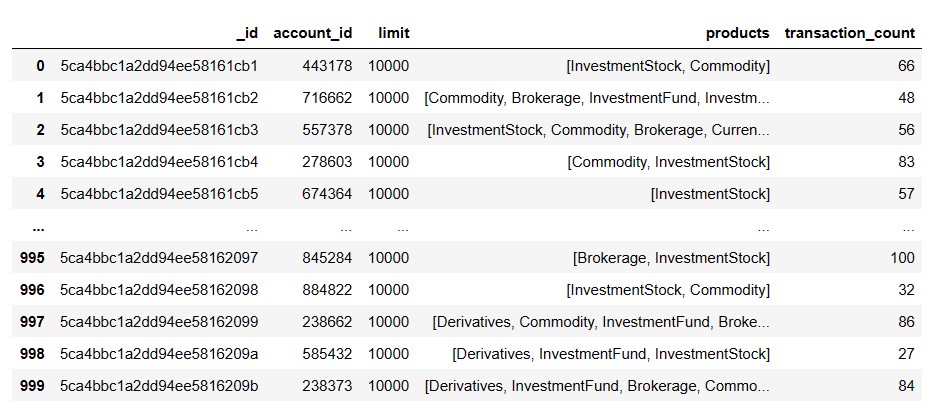 _id account_id limit products transaction_count
0 5ca4bbc1a2dd94ee58161cb1 443178 10000 [InvestmentStock, Commodity] 66
1 5ca4bbc1a2dd94ee58161cb2 716662 10000 [Commodity, Brokerage, InvestmentFund, Investm... 48
2 5ca4bbc1a2dd94ee58161cb3 557378 10000 [InvestmentStock, Commodity, Brokerage, Curren... 56
3 5ca4bbc1a2dd94ee58161cb4 278603 10000 [Commodity, InvestmentStock] 83
4 5ca4bbc1a2dd94ee58161cb5 674364 10000 [InvestmentStock] 57
... ... ... ... ... ...
995 5ca4bbc1a2dd94ee58162097 845284 10000 [Brokerage, InvestmentStock] 100
996 5ca4bbc1a2dd94ee58162098 884822 10000 [InvestmentStock, Commodity] 32
997 5ca4bbc1a2dd94ee58162099 238662 10000 [Derivatives, Commodity, InvestmentFund, Broke... 86
998 5ca4bbc1a2dd94ee5816209a 585432 10000 [Derivatives, InvestmentFund, InvestmentStock] 27
999 5ca4bbc1a2dd94ee5816209b 238373 10000 [Derivatives, InvestmentFund, Brokerage, Commo... 84